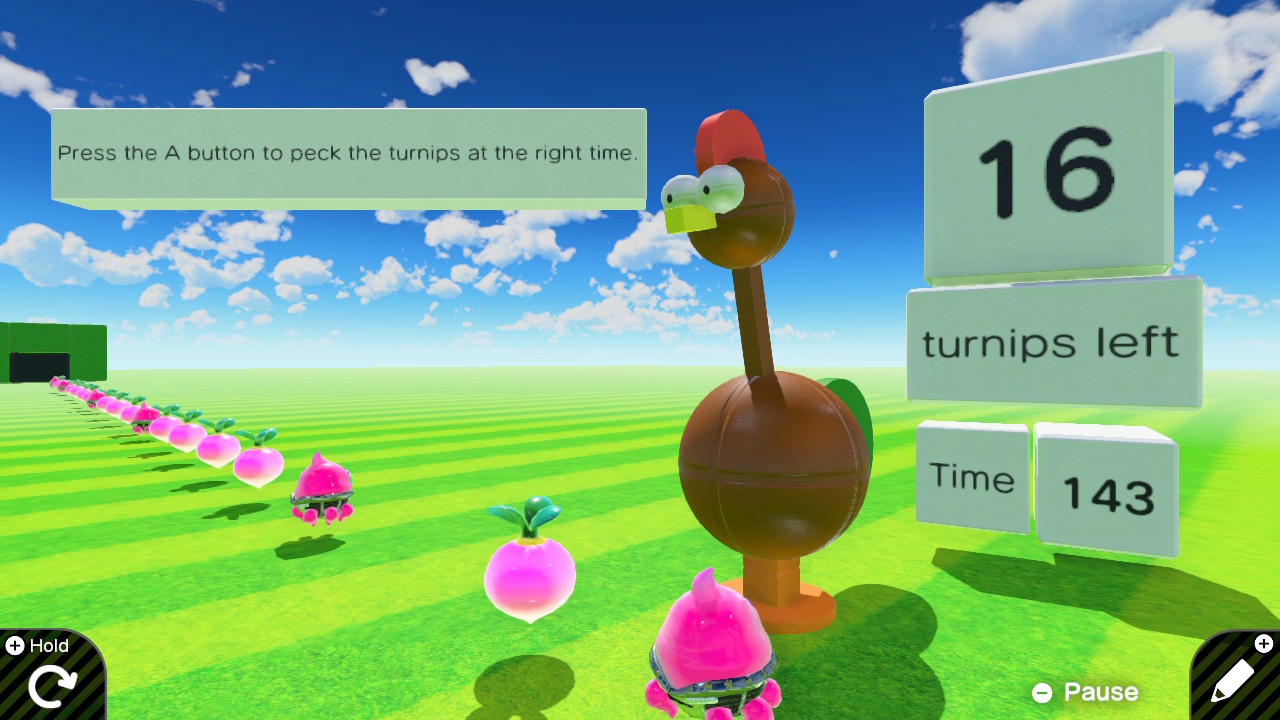 Press the A button to peck the turnips at the right time.
16
turnips left
Time 143
Hold
Pause